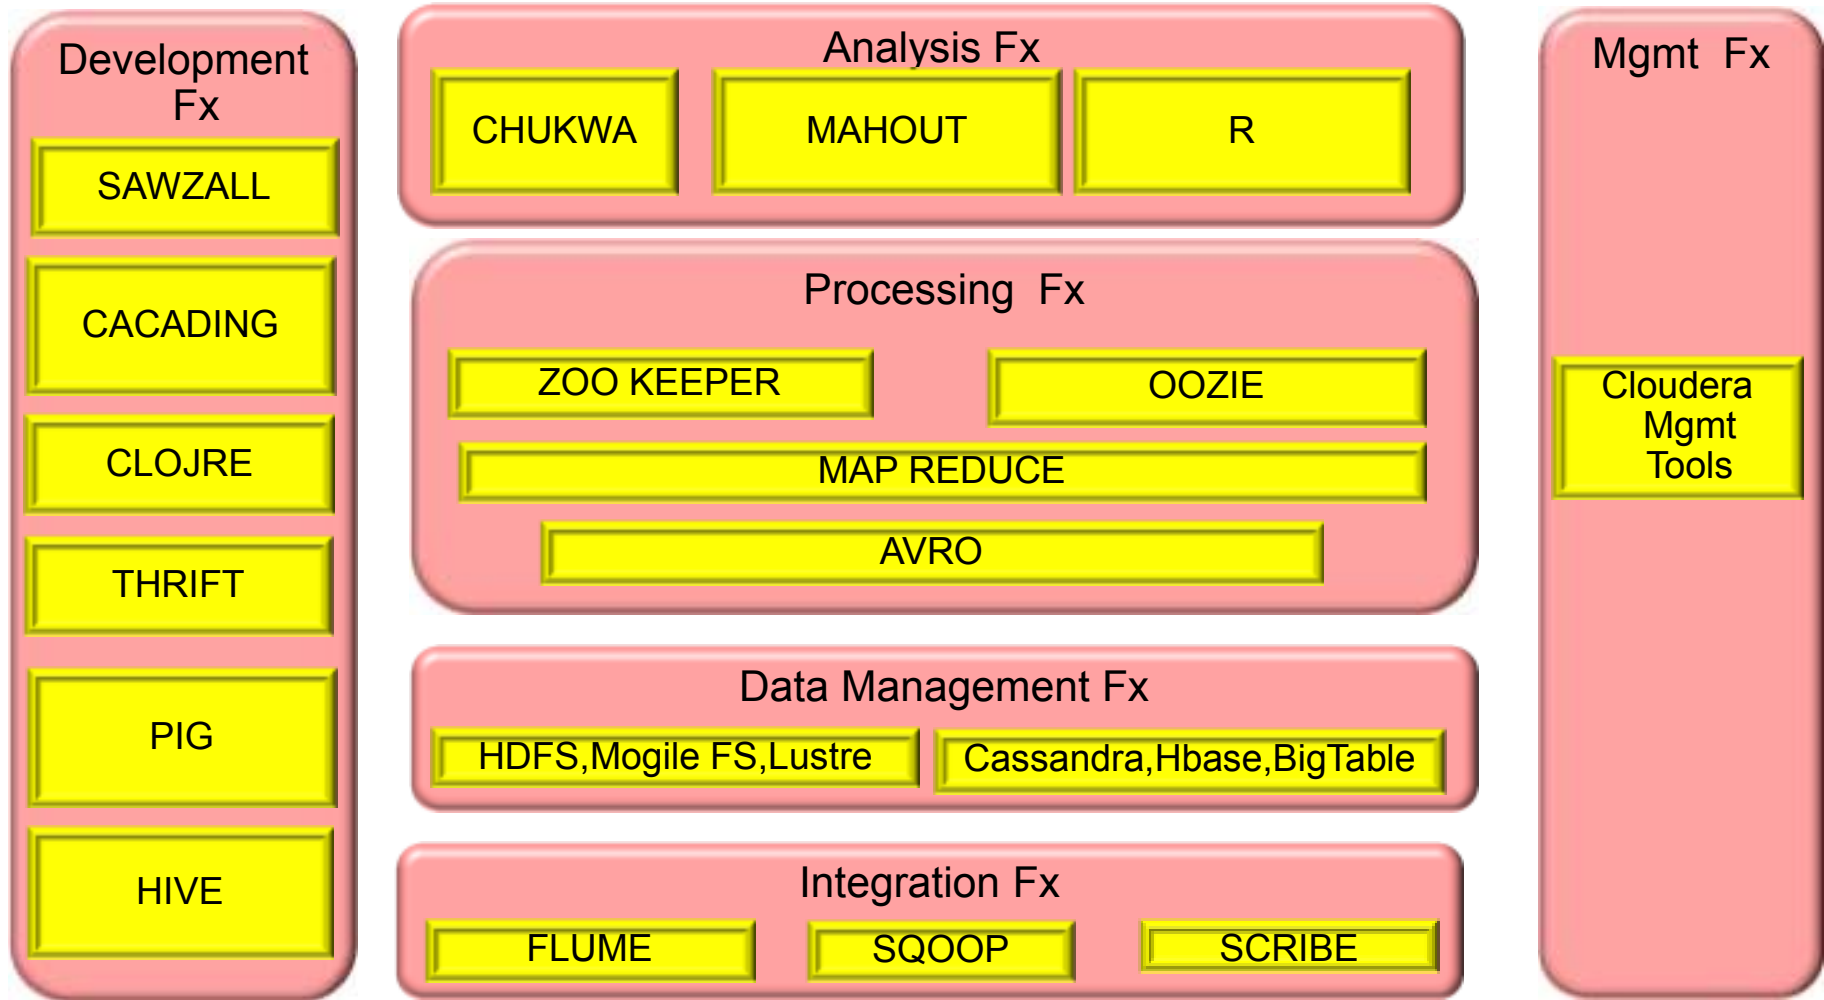 Development
Fx
SAWZALL
CACADING
CLOJRE
THRIFT
PIG
HIVE
Analysis Fx
CHUKWA
MAHOUT
R
Processing Fx
ZOO KEEPER
OOZIE
MAP REDUCE
AVRO
Data Management Fx
HDFS,Mogile FS,Lustre
Cassandra,Hbase,BigTable
Integration Fx
FLUME
SQOOP
SCRIBE
Mgmt Fx
Cloudera
Mgmt
Tools